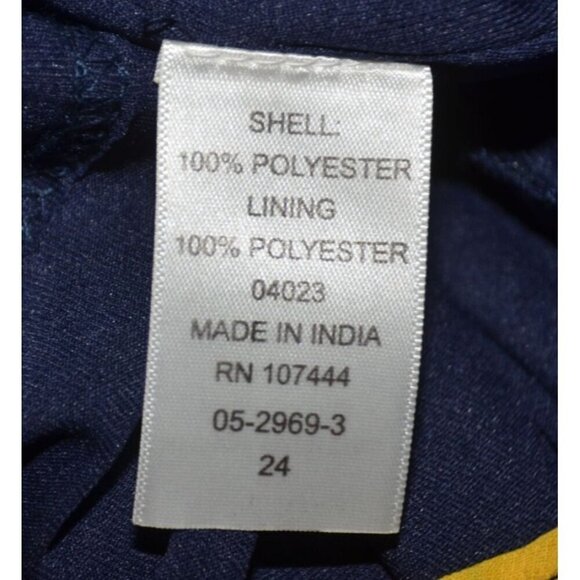 SHELL:
100% POLYESTER
LINING
100% POLYESTER
04023
MADE IN INDIA
RN 107444
05-2969-3
24